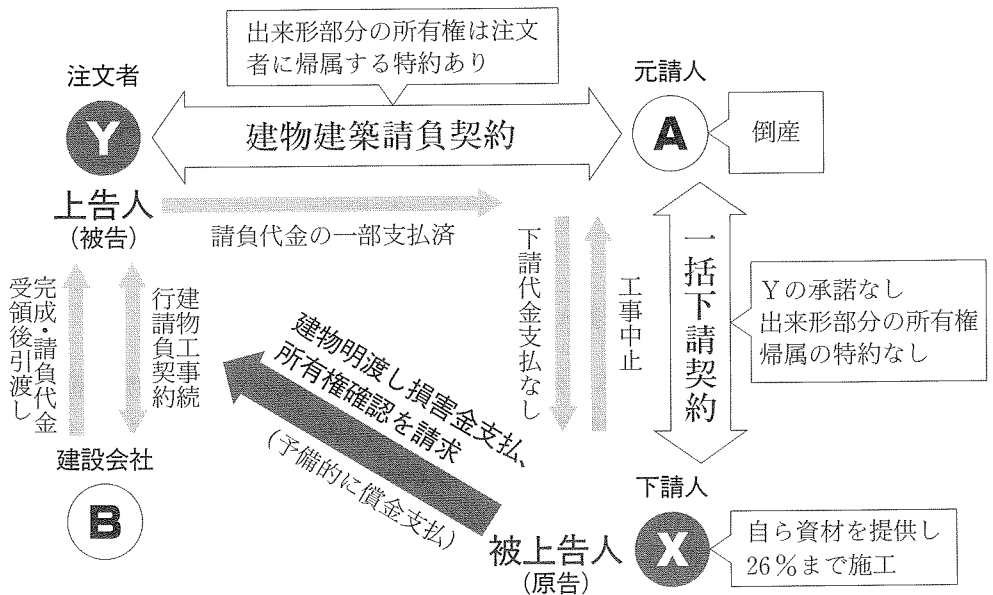 出来形部分の所有権は注文
者に帰属する特約あり
注文者
Y
上告人
(被告)
建物建築請負契約
元請人
A
倒産
請負代金の一部支払済
下請代金支払なし
工事中止
一括下請契約
Yの承諾なし
出来形部分の所有権
帰属の特約なし
完成・請負代金
受領後引渡し
建物工事続
行請負契約
建物明渡し損害金支払、
所有権確認を請求
(予備的に償金支払)
建設会社
B
下請人
X
被上告人
(原告)
自ら資材を提供し
26%まで施工